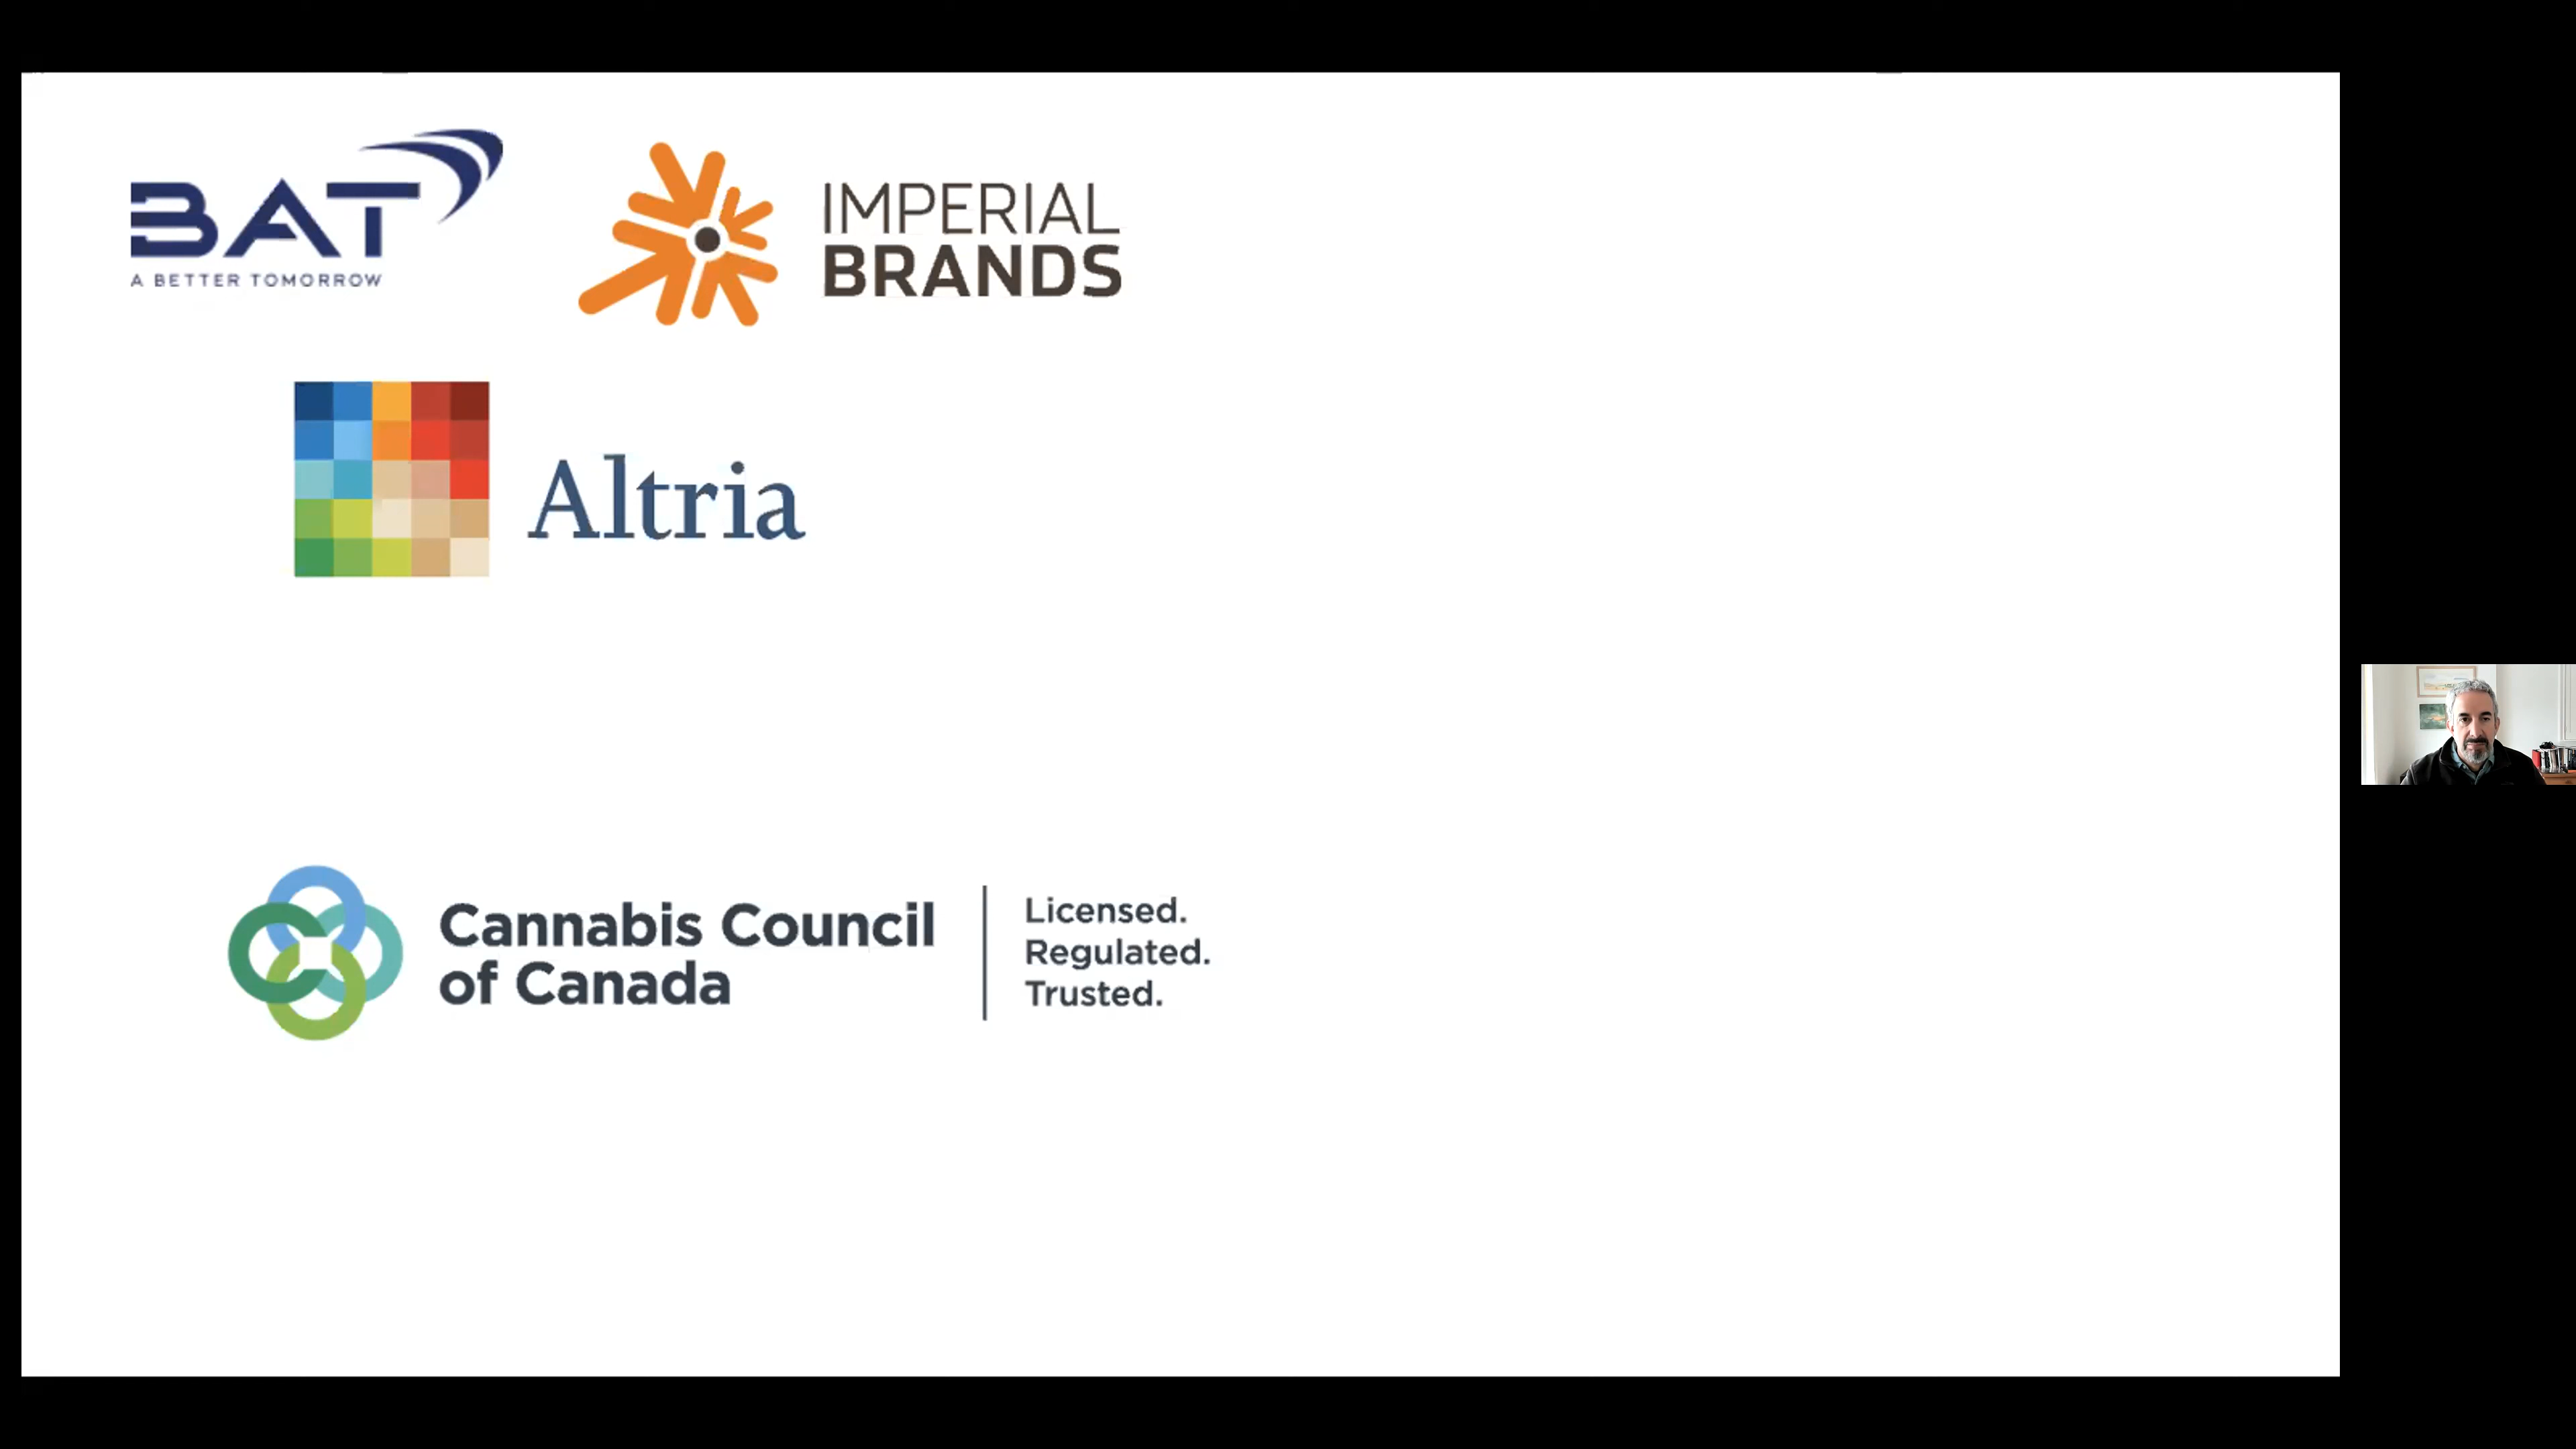 BAT
A BETTER TOMORROW
IMPERIAL
BRANDS
Altria
Cannabis Council
of Canada
Licensed.
Regulated.
Trusted.